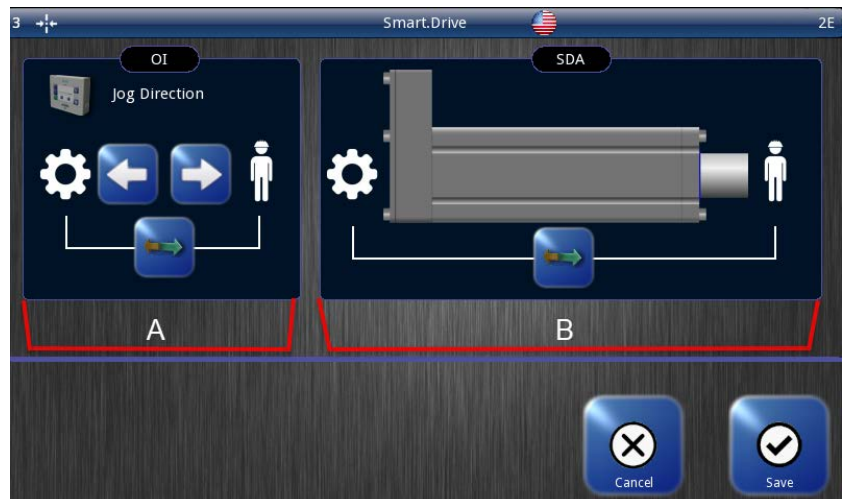 3 Smart.Drive 2E
OI
SDA
Jog Direction
A
B
Cancel
Save